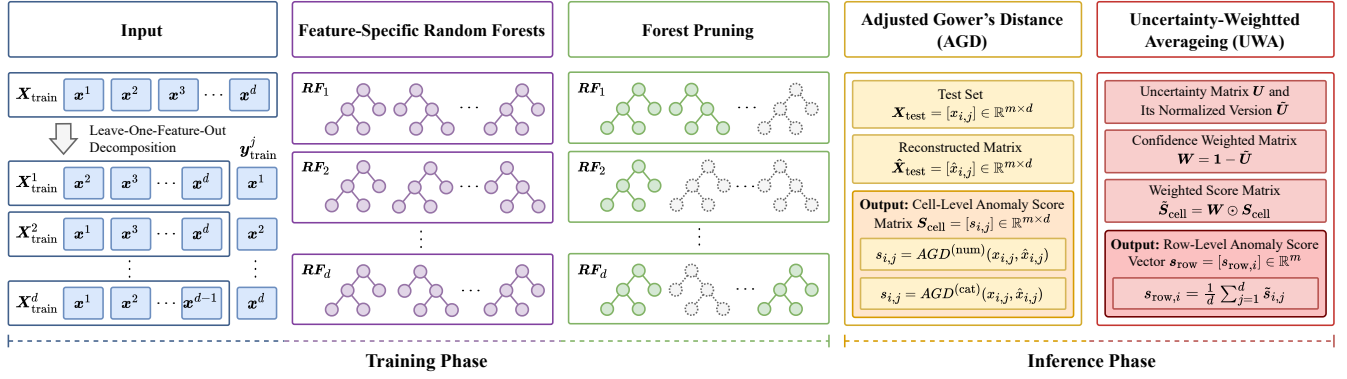 Input
X_train x^1 x^2 x^3 ... x^d
Leave-One-Feature-Out
Decomposition
y^j_train
X^1_train x^2 x^3 ... x^d x^1
X^2_train x^1 x^3 ... x^d x^2
⋮ ⋮
X^d_train x^1 x^2 ... x^{d-1} x^d
Feature-Specific Random Forests
RF_1 ...
RF_2 ...
⋮
RF_d ...
Forest Pruning
RF_1 ...
RF_2 ...
⋮
RF_d ...
Training Phase
Adjusted Gower's Distance
(AGD)
Test Set
X_test = [x_{i,j}] ∈ ℝ^{m×d}
Reconstructed Matrix
X̂_test = [x̂_{i,j}] ∈ ℝ^{m×d}
Output: Cell-Level Anomaly Score
Matrix S_cell = [s_{i,j}] ∈ ℝ^{m×d}
s_{i,j} = AGD^{(num)}(x_{i,j}, x̂_{i,j})
s_{i,j} = AGD^{(cat)}(x_{i,j}, x̂_{i,j})
Uncertainty-Weightted
Averageing (UWA)
Uncertainty Matrix U and
Its Normalized Version Ũ
Confidence Weighted Matrix
W = 1 − Ũ
Weighted Score Matrix
S̃_cell = W ⊙ S_cell
Output: Row-Level Anomaly Score
Vector s_row = [s_{row,i}] ∈ ℝ^m
s_{row,i} = 1/d ∑^d_{j=1} s̃_{i,j}
Inference Phase